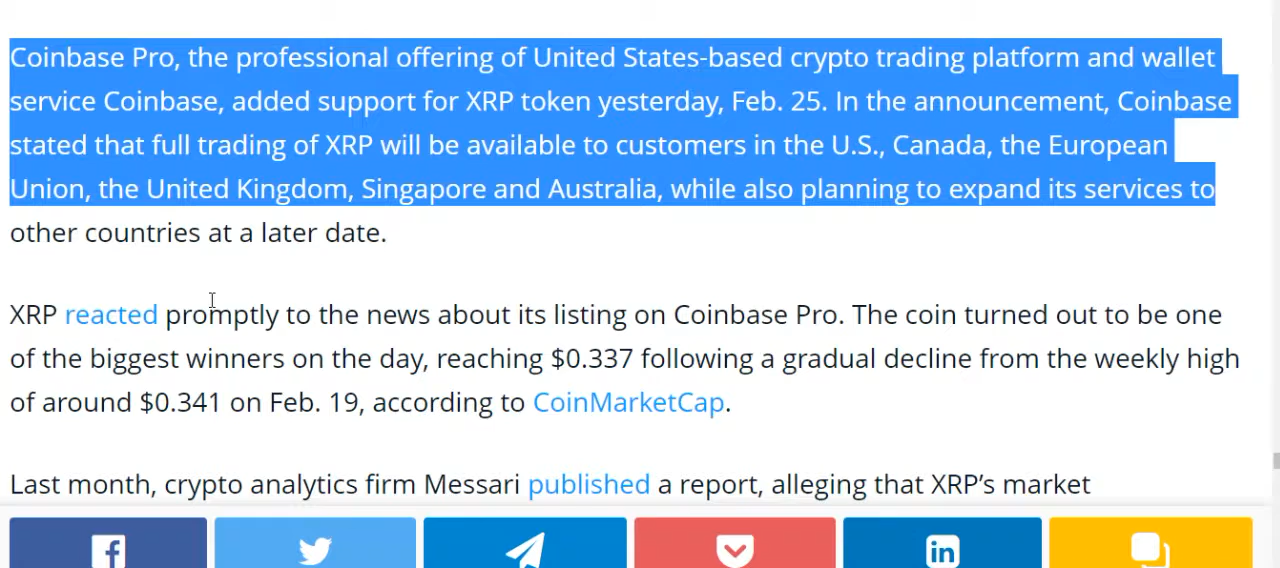 Coinbase Pro, the professional offering of United States-based crypto trading platform and wallet
service Coinbase, added support for XRP token yesterday, Feb. 25. In the announcement, Coinbase
stated that full trading of XRP will be available to customers in the U.S., Canada, the European
Union, the United Kingdom, Singapore and Australia, while also planning to expand its services to
other countries at a later date.
XRP reacted promptly to the news about its listing on Coinbase Pro. The coin turned out to be one
of the biggest winners on the day, reaching $0.337 following a gradual decline from the weekly high
of around $0.341 on Feb. 19, according to CoinMarketCap.
Last month, crypto analytics firm Messari published a report, alleging that XRP’s market